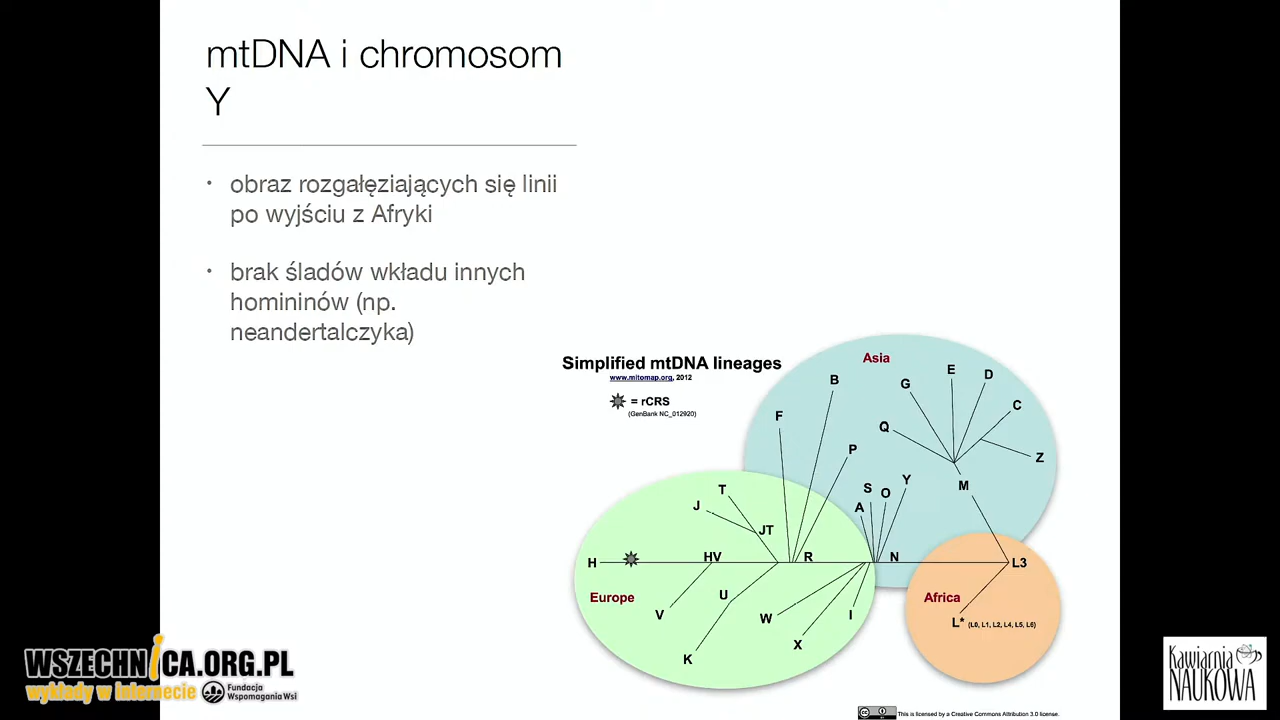 mtDNA i chromosom
Y
• obraz rozgałęziających się linii
po wyjściu z Afryki
• brak śladów wkładu innych
homininów (np.
neandertalczyka)
Simplified mtDNA lineages
www.mitomap.org, 2012
= rCRS
(GenBank NC_012920)
Asia
B
G
E
D
C
F
Q
P
Z
S
O
Y
M
A
T
J
JT
H
HV
R
N
L3
Europe
U
V
W
I
X
K
Africa
L* (L0, L1, L2, L4, L5, L6)
WSZECHNICA.ORG.PL
wykłady w internecie
Fundacja
Wspomagania Wsi
Kawiarnia
NAUKOWA
cc BY This is licensed by a Creative Commons Attribution 3.0 license.